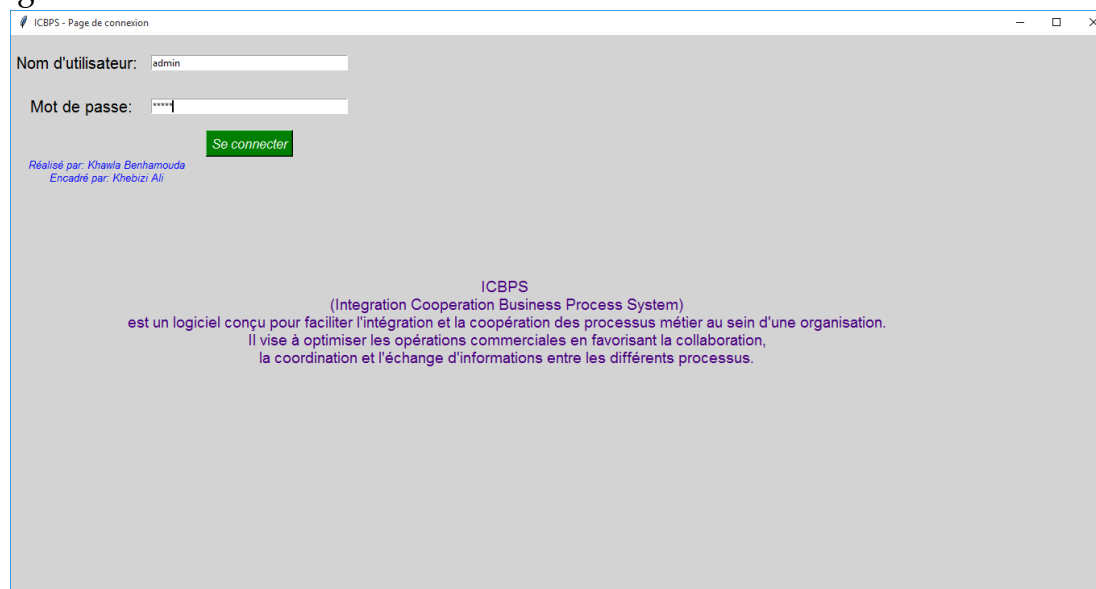 ICBPS - Page de connexion
Nom d'utilisateur: admin
Mot de passe: *****
Se connecter
Réalisé par: Khawla Benhamouda
Encadré par: Khebizi Ali
ICBPS
(Integration Cooperation Business Process System)
est un logiciel conçu pour faciliter l'intégration et la coopération des processus métier au sein d'une organisation.
Il vise à optimiser les opérations commerciales en favorisant la collaboration,
la coordination et l'échange d'informations entre les différents processus.